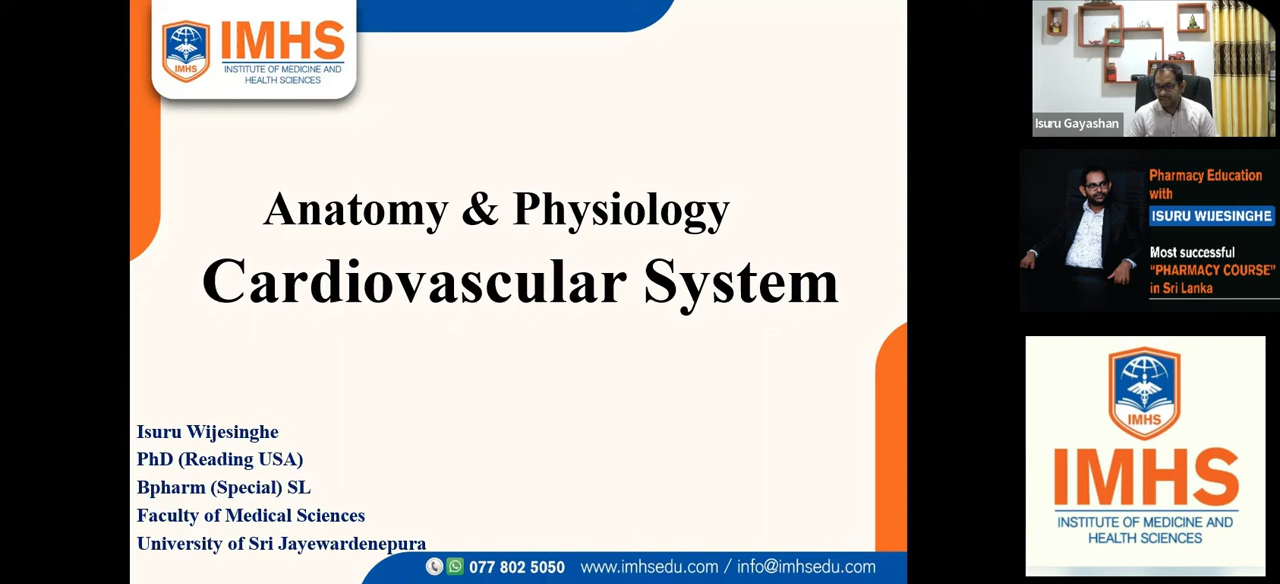 IMHS
IMHS
INSTITUTE OF MEDICINE AND
HEALTH SCIENCES
Anatomy & Physiology
Cardiovascular System
Isuru Wijesinghe
PhD (Reading USA)
Bpharm (Special) SL
Faculty of Medical Sciences
University of Sri Jayewardenepura
077 802 5050 www.imhsedu.com / info@imhsedu.com
Isuru Gayashan
Pharmacy Education
with
ISURU WIJESINGHE
Most successful
"PHARMACY COURSE"
in Sri Lanka
IMHS
IMHS
INSTITUTE OF MEDICINE AND
HEALTH SCIENCES